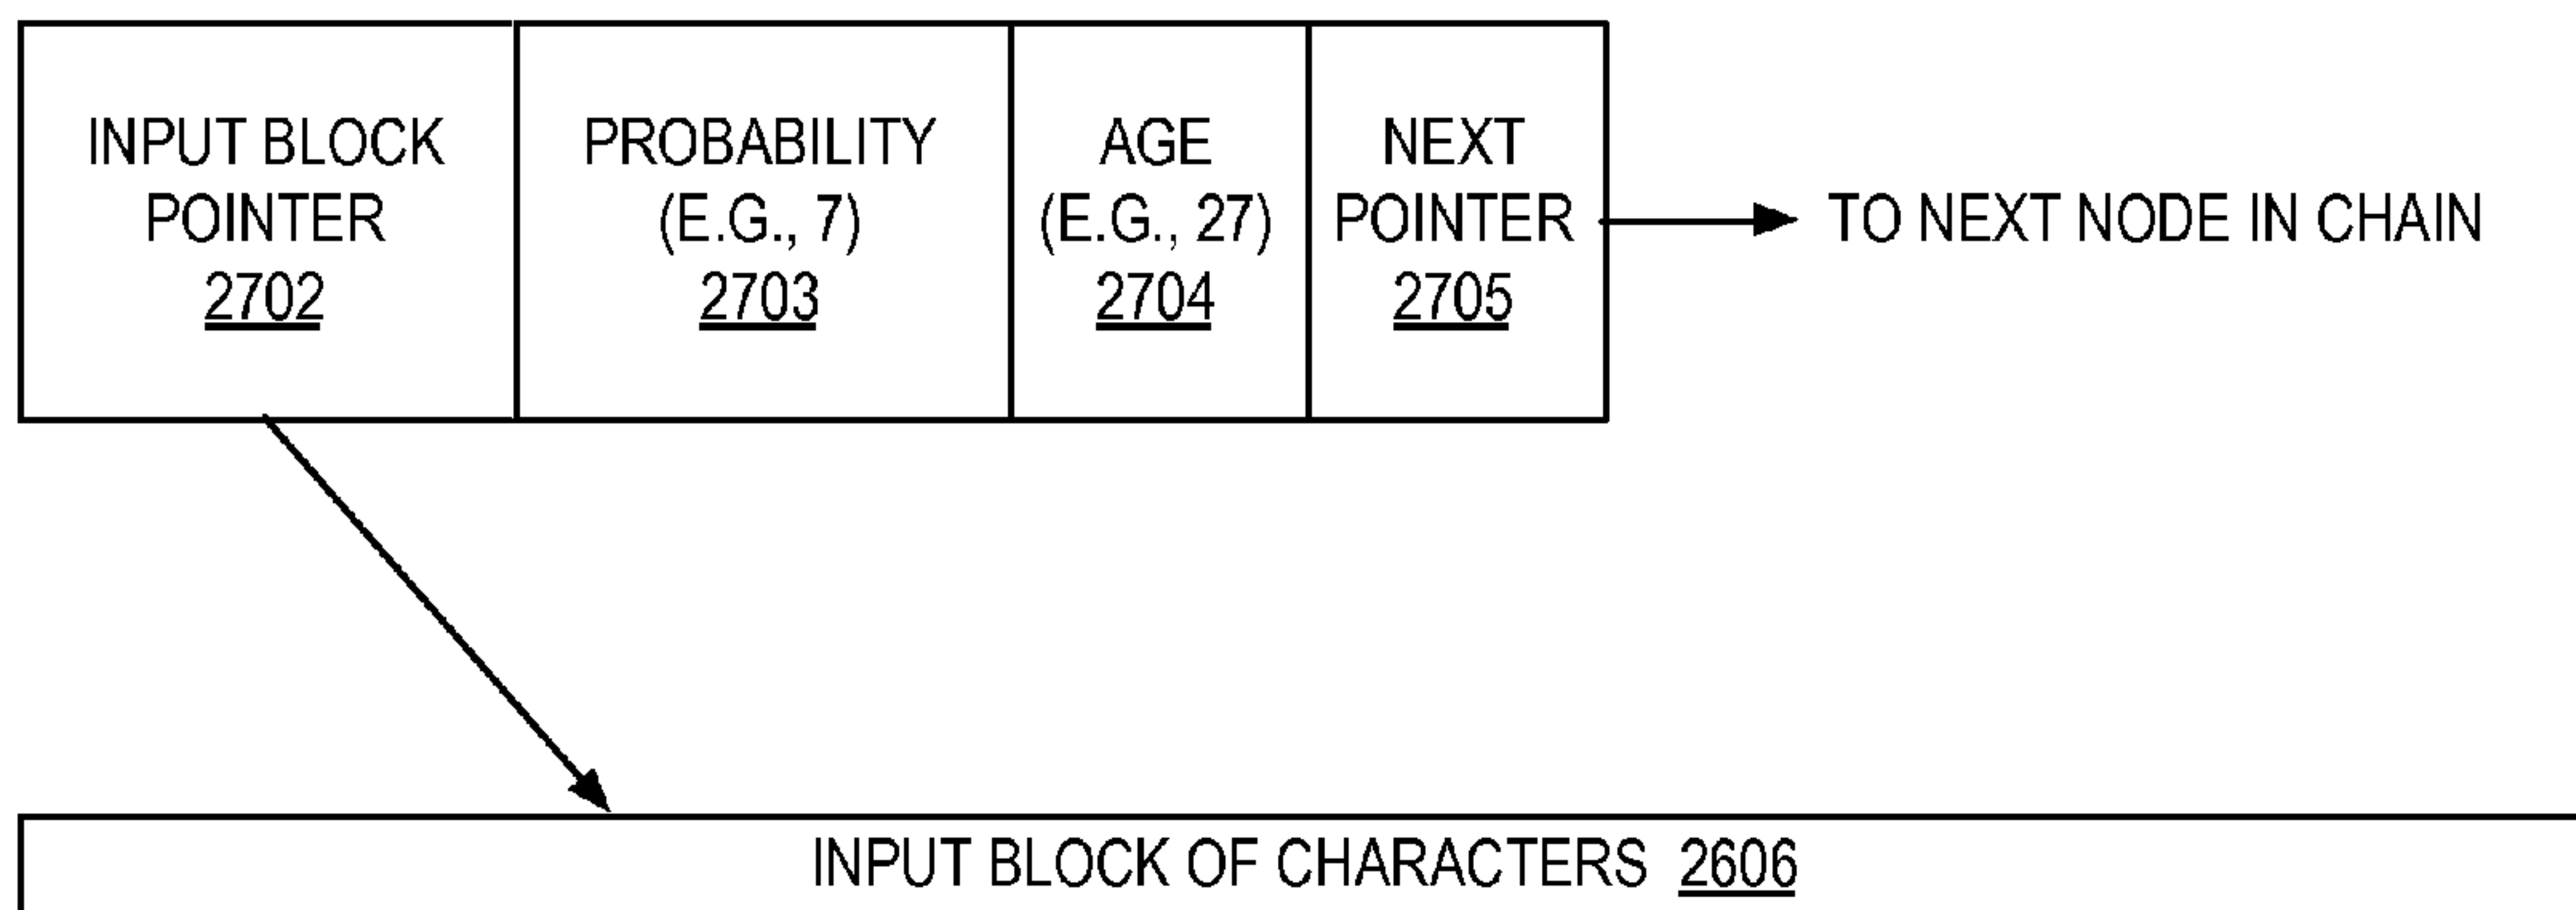 INPUT BLOCK
POINTER
2702
PROBABILITY
(E.G., 7)
2703
AGE
(E.G., 27)
2704
NEXT
POINTER
2705
TO NEXT NODE IN CHAIN
INPUT BLOCK OF CHARACTERS 2606